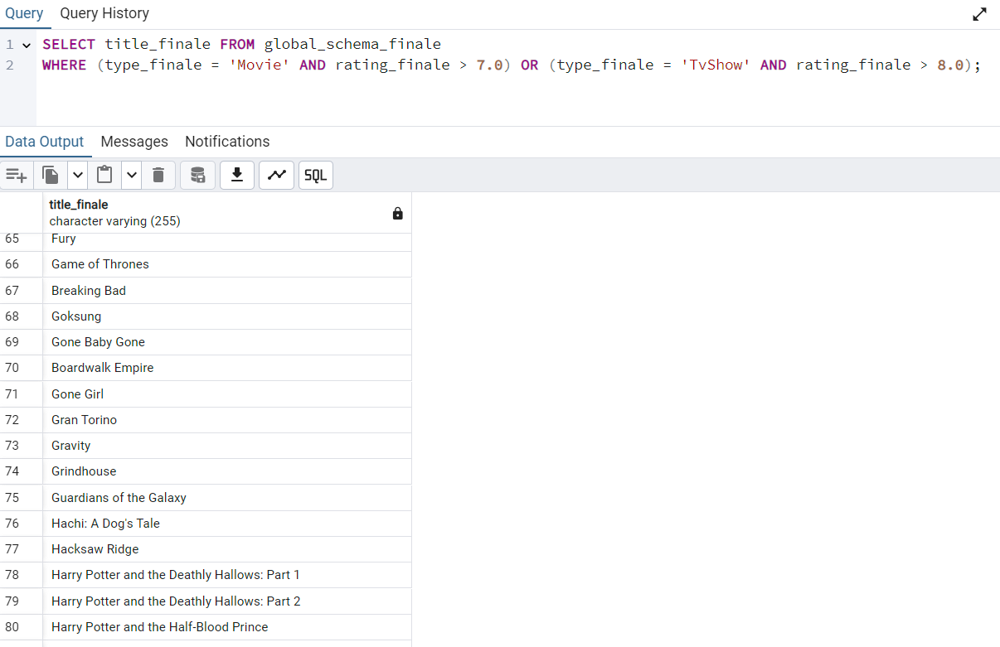 Query Query History
1 SELECT title_finale FROM global_schema_finale
2 WHERE (type_finale = 'Movie' AND rating_finale > 7.0) OR (type_finale = 'TvShow' AND rating_finale > 8.0);
Data Output Messages Notifications
SQL
title_finale
character varying (255)
65 Fury
66 Game of Thrones
67 Breaking Bad
68 Goksung
69 Gone Baby Gone
70 Boardwalk Empire
71 Gone Girl
72 Gran Torino
73 Gravity
74 Grindhouse
75 Guardians of the Galaxy
76 Hachi: A Dog's Tale
77 Hacksaw Ridge
78 Harry Potter and the Deathly Hallows: Part 1
79 Harry Potter and the Deathly Hallows: Part 2
80 Harry Potter and the Half-Blood Prince